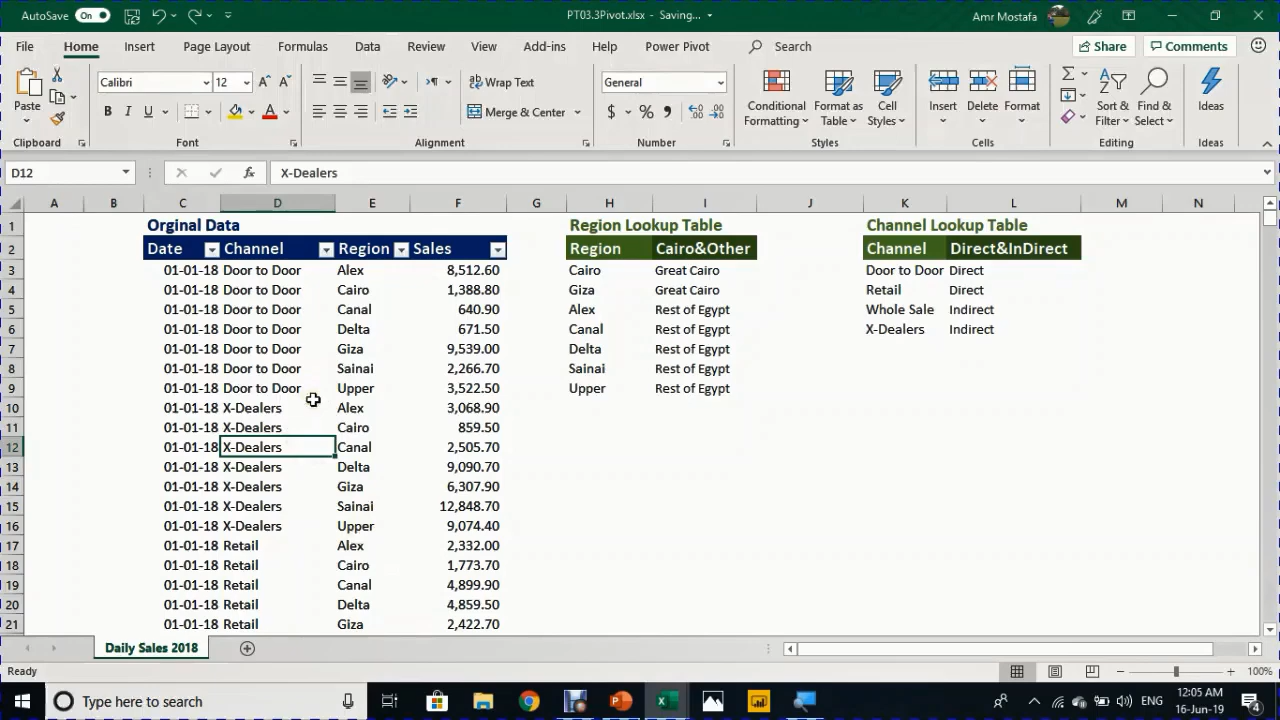 AutoSave On PT03.3Pivot.xlsx - Saving... Amr Mostafa
File Home Insert Page Layout Formulas Data Review View Add-ins Help Power Pivot Search Share Comments
Paste Calibri 12 Wrap Text General Conditional Formatting Format as Table Cell Styles Insert Delete Format Sort & Filter Find & Select Ideas
B I U Merge & Center $ % ,
Clipboard Font Alignment Number Styles Cells Editing Ideas
D12 fx X-Dealers
A B C D E F G H I J K L M N
1 Orginal Data Region Lookup Table Channel Lookup Table
2 Date Channel Region Sales Region Cairo&Other Channel Direct&InDirect
3 01-01-18 Door to Door Alex 8,512.60 Cairo Great Cairo Door to Door Direct
4 01-01-18 Door to Door Cairo 1,388.80 Giza Great Cairo Retail Direct
5 01-01-18 Door to Door Canal 640.90 Alex Rest of Egypt Whole Sale Indirect
6 01-01-18 Door to Door Delta 671.50 Canal Rest of Egypt X-Dealers Indirect
7 01-01-18 Door to Door Giza 9,539.00 Delta Rest of Egypt
8 01-01-18 Door to Door Sainai 2,266.70 Sainai Rest of Egypt
9 01-01-18 Door to Door Upper 3,522.50 Upper Rest of Egypt
10 01-01-18 X-Dealers Alex 3,068.90
11 01-01-18 X-Dealers Cairo 859.50
12 01-01-18 X-Dealers Canal 2,505.70
13 01-01-18 X-Dealers Delta 9,090.70
14 01-01-18 X-Dealers Giza 6,307.90
15 01-01-18 X-Dealers Sainai 12,848.70
16 01-01-18 X-Dealers Upper 9,074.40
17 01-01-18 Retail Alex 2,332.00
18 01-01-18 Retail Cairo 1,773.70
19 01-01-18 Retail Canal 4,899.90
20 01-01-18 Retail Delta 4,859.50
21 01-01-18 Retail Giza 2,422.70
Daily Sales 2018
Ready 100%
Type here to search ENG 12:05 AM
16-Jun-19 4